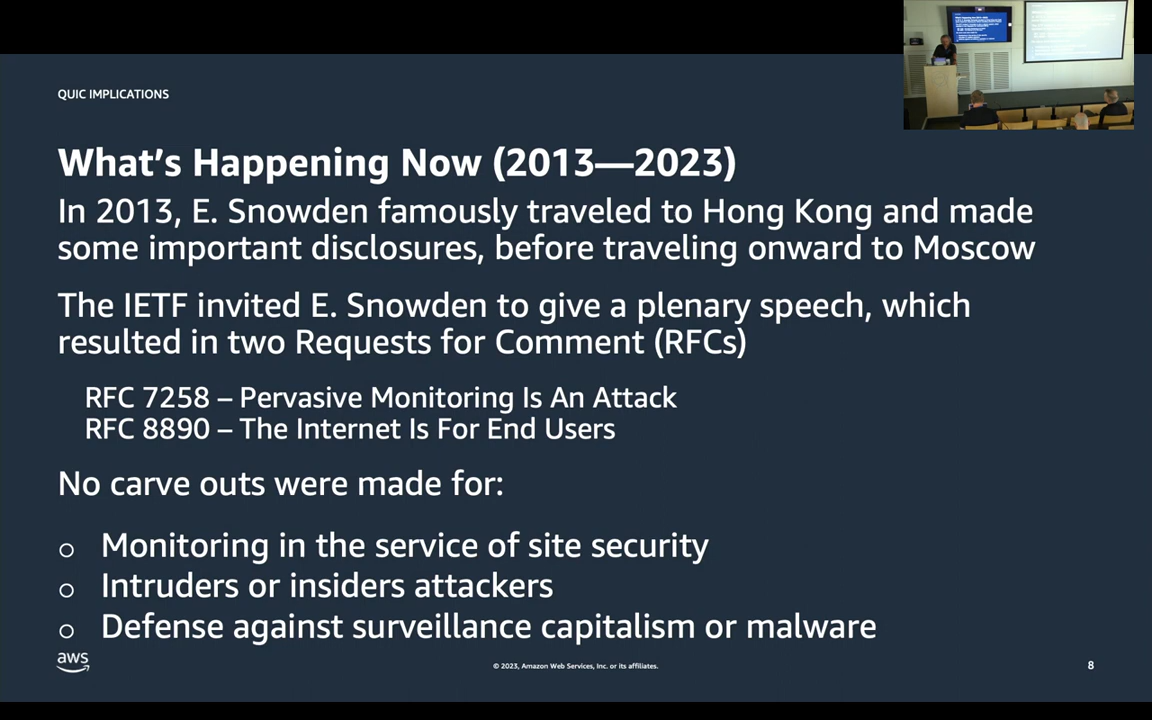 QUIC IMPLICATIONS
What's Happening Now (2013—2023)
In 2013, E. Snowden famously traveled to Hong Kong and made
some important disclosures, before traveling onward to Moscow
The IETF invited E. Snowden to give a plenary speech, which
resulted in two Requests for Comment (RFCs)
RFC 7258 – Pervasive Monitoring Is An Attack
RFC 8890 – The Internet Is For End Users
No carve outs were made for:
o Monitoring in the service of site security
o Intruders or insiders attackers
o Defense against surveillance capitalism or malware
aws
© 2023, Amazon Web Services, Inc. or its affiliates.
8